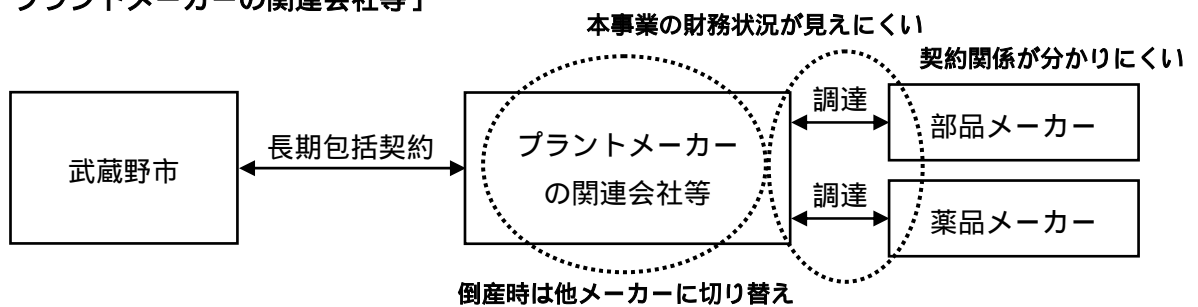 プラントメーカーの関連会社等」
本事業の財務状況が見えにくい
契約関係が分かりにくい
武蔵野市
長期包括契約
プラントメーカー
の関連会社等
調達
部品メーカー
調達
薬品メーカー
倒産時は他メーカーに切り替え